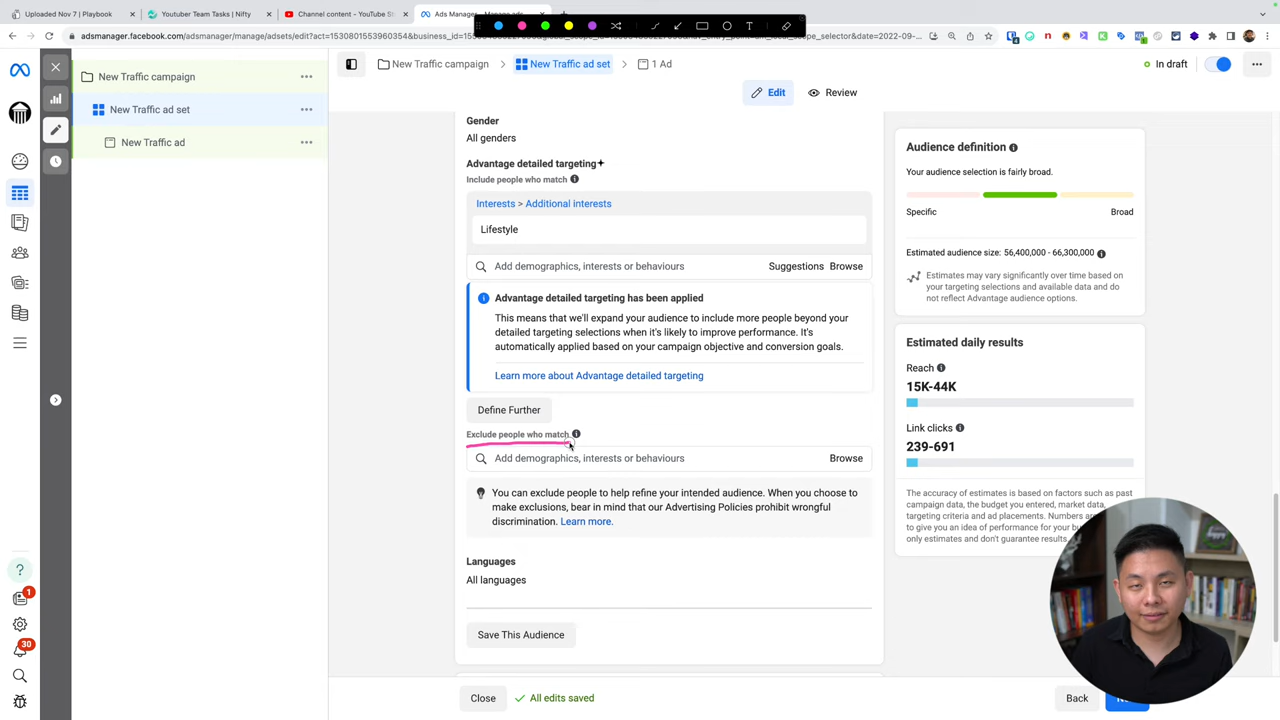 Uploaded Nov 7 | Playbook
Youtuber Team Tasks | Nifty
Channel content - YouTube St
Ads Manager - Manage ads
T
New Traffic campaign
New Traffic ad set
New Traffic ad
New Traffic campaign
New Traffic ad set
1 Ad
In draft
Edit
Review
Gender
All genders
Advantage detailed targeting+
Include people who match
Interests > Additional interests
Lifestyle
Add demographics, interests or behaviours
Suggestions
Browse
Advantage detailed targeting has been applied
This means that we'll expand your audience to include more people beyond your
detailed targeting selections when it's likely to improve performance. It's
automatically applied based on your campaign objective and conversion goals.
Learn more about Advantage detailed targeting
Define Further
Exclude people who match
Add demographics, interests or behaviours
Browse
You can exclude people to help refine your intended audience. When you choose to
make exclusions, bear in mind that our Advertising Policies prohibit wrongful
discrimination. Learn more.
Languages
All languages
Save This Audience
Close
All edits saved
Back
Audience definition
Your audience selection is fairly broad.
Specific
Broad
Estimated audience size: 56,400,000 - 66,300,000
Estimates may vary significantly over time based on
your targeting selections and available data and do
not reflect Advantage audience options.
Estimated daily results
Reach
15K-44K
Link clicks
239-691
The accuracy of estimates is based on factors such as past
campaign data, the budget you entered, market data,
targeting criteria and ad placements. Numbers are
to give you an idea of performance for your bu
only estimates and don't guarantee results.
1
30